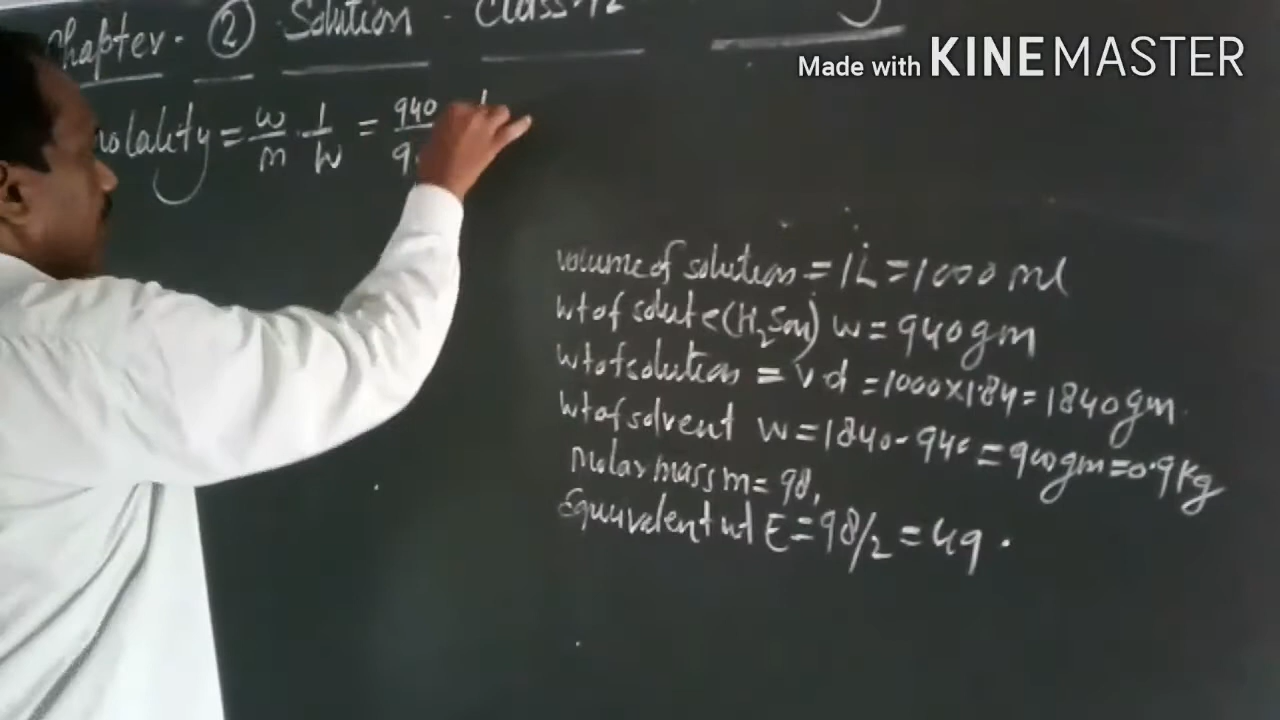 Chapter - ② Solution - Class-12
Made with KINEMASTER
molality = w/m · 1/W = 940/9
volume of solution = 1L = 1000 ml
wt of solute (H₂SO₄) w = 940 gm
wt of solution = V d = 1000×1.84 = 1840 gm
wt of solvent W = 1840 - 940 = 900 gm = 0.9 Kg
molar mass m = 98,
Equivalent wt E = 98/2 = 49.